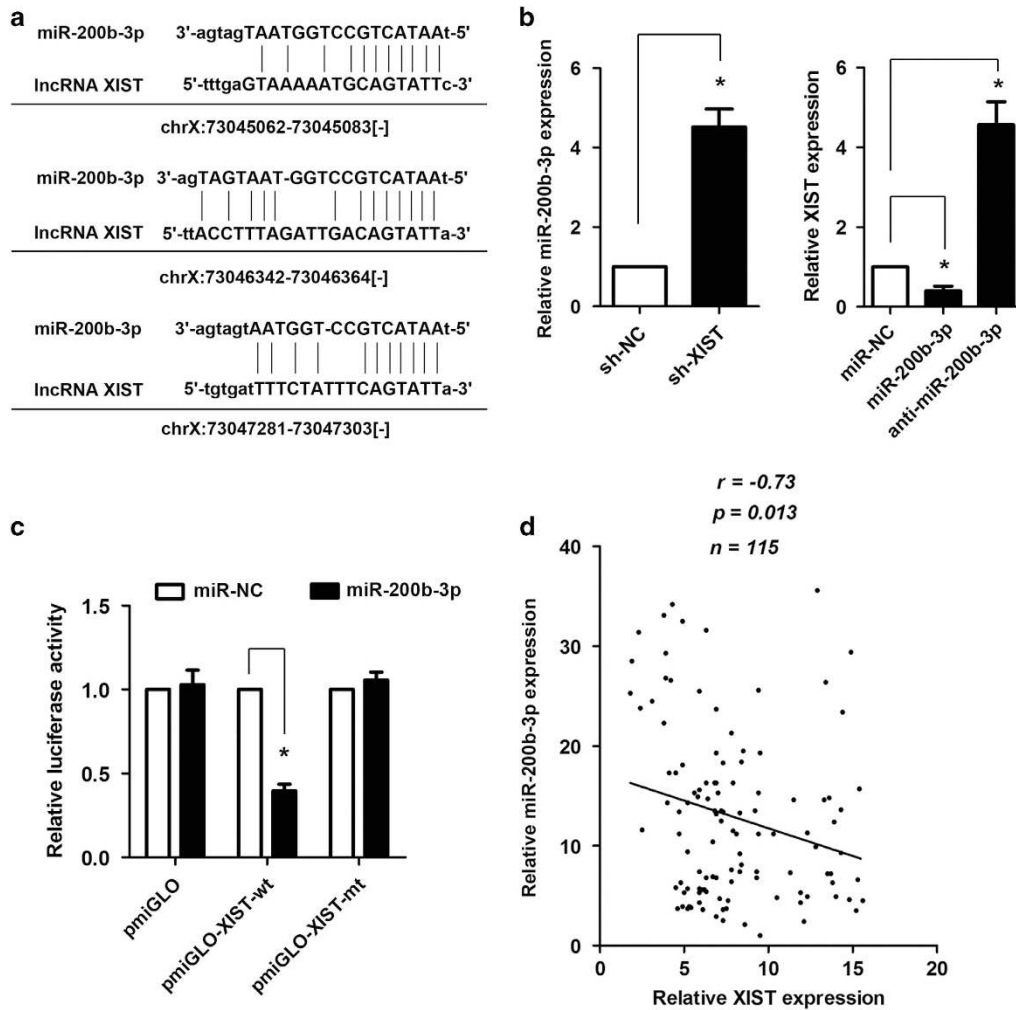 a
miR-200b-3p 3'-agtagTAATGGTCCGTCATAAt-5'
lncRNA XIST 5'-tttgaGTAAAAATGCAGTATTc-3'
chrX:73045062-73045083[-]
miR-200b-3p 3'-agTAGTAAT-GGTCCGTCATAAt-5'
lncRNA XIST 5'-ttACCTTTAGATTGACAGTATTa-3'
chrX:73046342-73046364[-]
miR-200b-3p 3'-agtagtAATGGT-CCGTCATAAt-5'
lncRNA XIST 5'-tgtgatTTTCTATTTCAGTATTa-3'
chrX:73047281-73047303[-]
b
Relative miR-200b-3p expression
6
4
2
0
*
sh-NC
sh-XIST
Relative XIST expression
6
4
2
0
*
*
miR-NC
miR-200b-3p
anti-miR-200b-3p
c
miR-NC
miR-200b-3p
Relative luciferase activity
1.5
1.0
0.5
0.0
*
pmiGLO
pmiGLO-XIST-wt
pmiGLO-XIST-mt
d
r = -0.73
p = 0.013
n = 115
Relative miR-200b-3p expression
40
30
20
10
0
0 5 10 15 20
Relative XIST expression